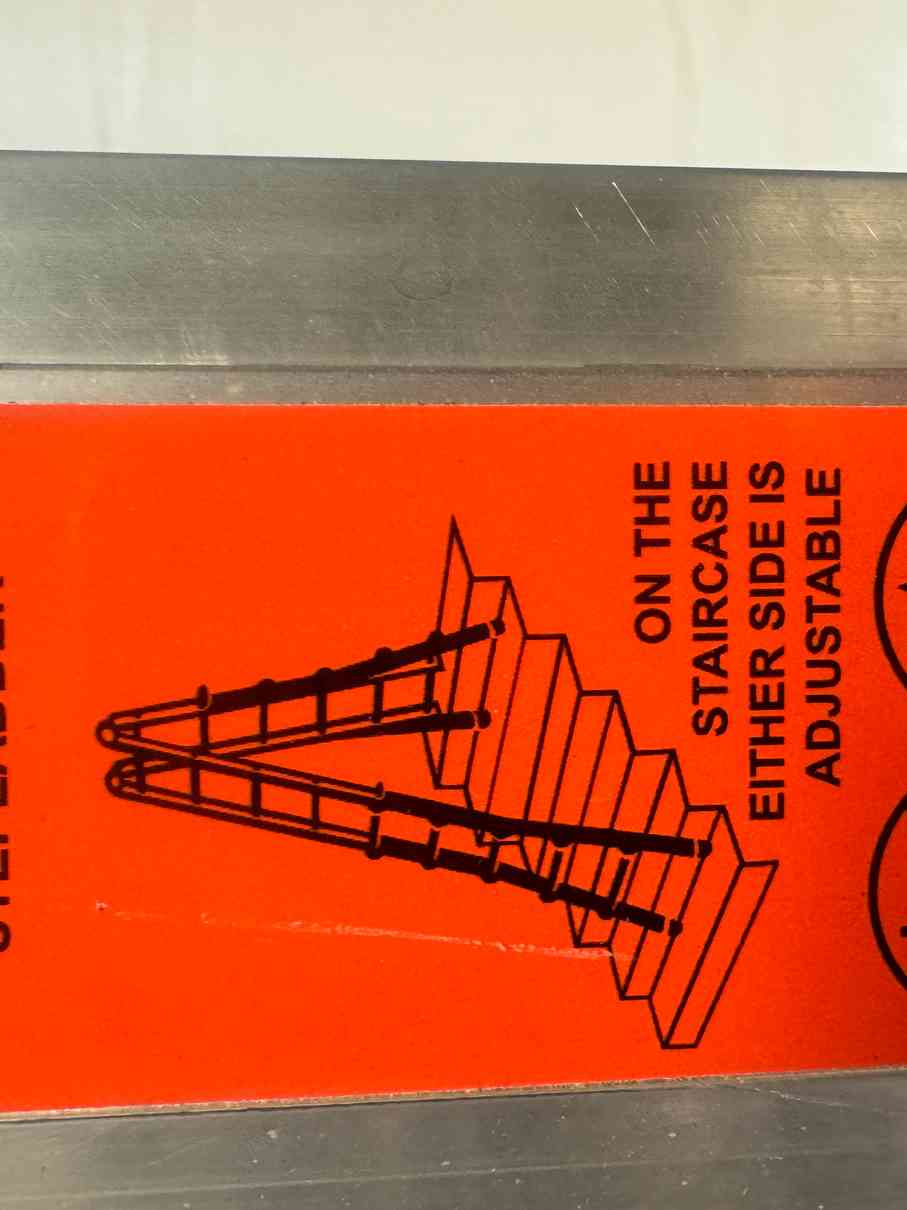 ON THE
STAIRCASE
EITHER SIDE IS
ADJUSTABLE